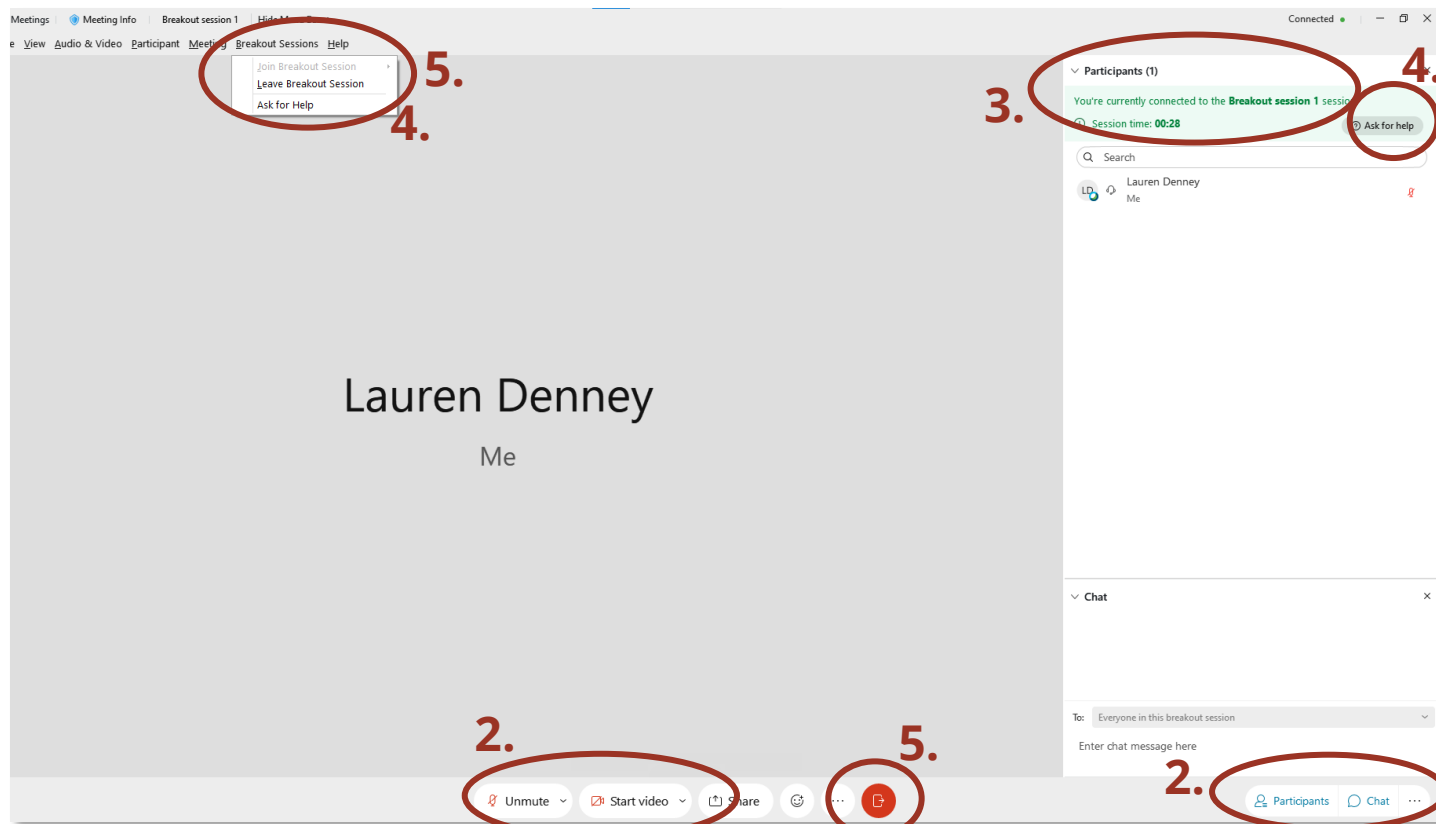 Meetings Meeting Info Breakout session 1 Connected
e View Audio & Video Participant Meeting Breakout Sessions Help
Join Breakout Session
Leave Breakout Session
Ask for Help
5.
4.
3.
4.
Participants (1)
You're currently connected to the Breakout session 1 sessio
Session time: 00:28
Ask for help
Search
LD
Lauren Denney
Me
Lauren Denney
Me
Chat
To: Everyone in this breakout session
Enter chat message here
2.
5.
2.
Unmute Start video Share
Participants Chat